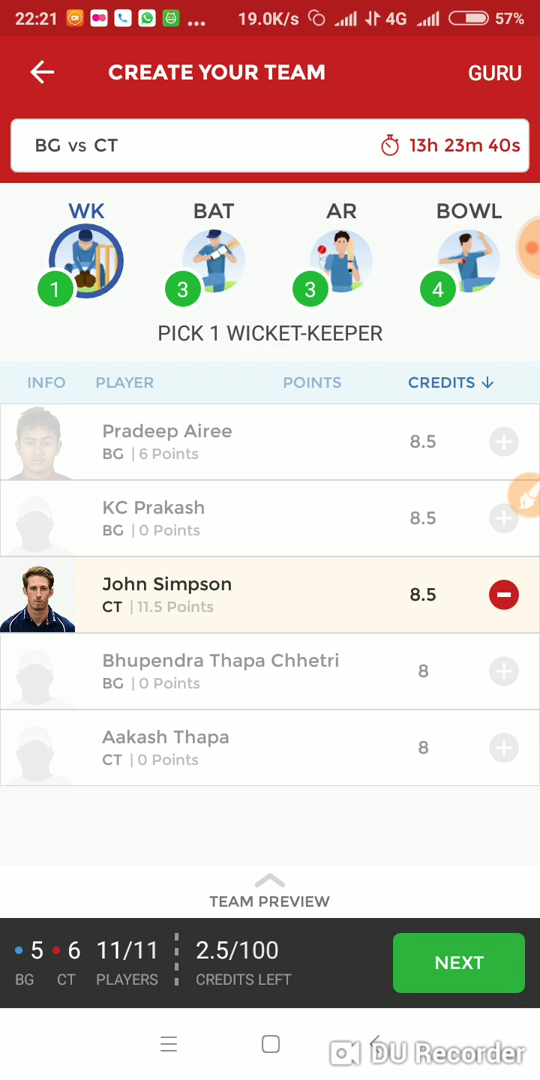 22:21 ... 19.0K/s 4G 57%
CREATE YOUR TEAM GURU
BG vs CT 13h 23m 40s
WK BAT AR BOWL
1 3 3 4
PICK 1 WICKET-KEEPER
INFO PLAYER POINTS CREDITS ↓
Pradeep Airee
BG | 6 Points 8.5
KC Prakash
BG | 0 Points 8.5
John Simpson
CT | 11.5 Points 8.5
Bhupendra Thapa Chhetri
BG | 0 Points 8
Aakash Thapa
CT | 0 Points 8
TEAM PREVIEW
5 6 11/11 2.5/100 NEXT
BG CT PLAYERS CREDITS LEFT
DU Recorder